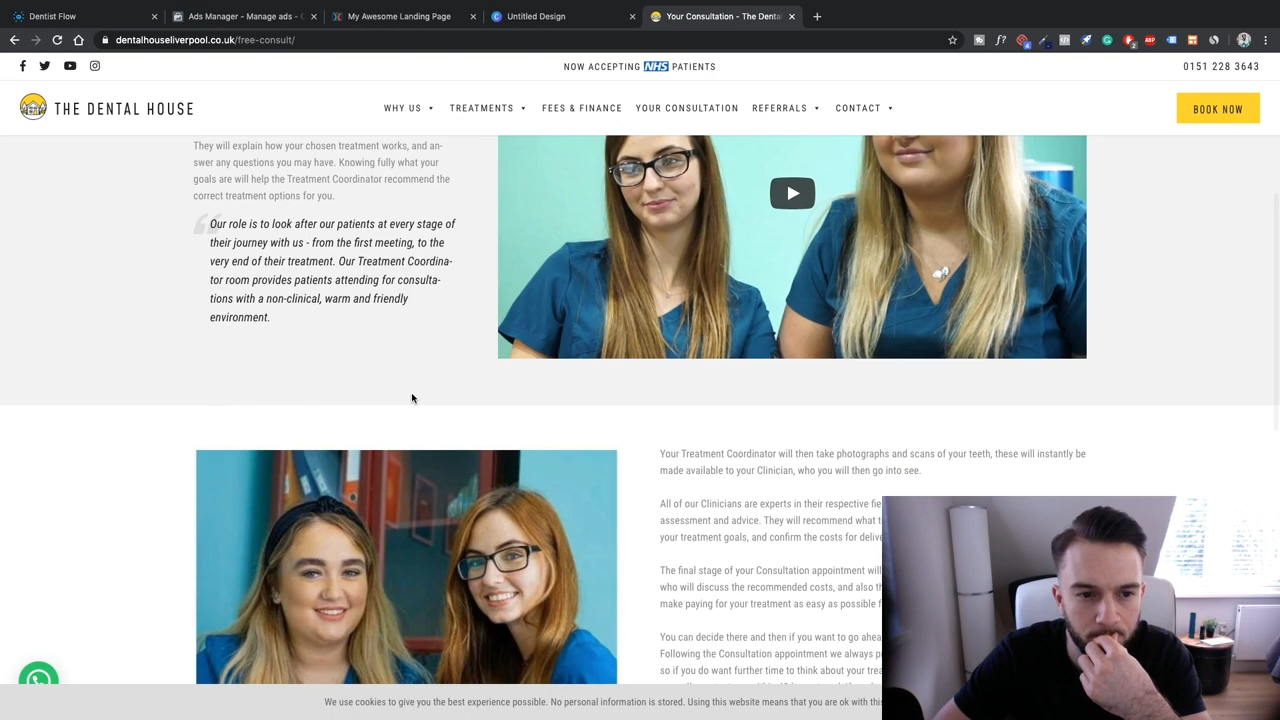 Dentist Flow
Ads Manager - Manage ads - C
My Awesome Landing Page
Untitled Design
Your Consultation - The Dental
dentalhouseliverpool.co.uk/free-consult/
NOW ACCEPTING NHS PATIENTS
0151 228 3643
THE DENTAL HOUSE
WHY US
TREATMENTS
FEES & FINANCE
YOUR CONSULTATION
REFERRALS
CONTACT
BOOK NOW
They will explain how your chosen treatment works, and an-
swer any questions you may have. Knowing fully what your
goals are will help the Treatment Coordinator recommend the
correct treatment options for you.
Our role is to look after our patients at every stage of
their journey with us - from the first meeting, to the
very end of their treatment. Our Treatment Coordina-
tor room provides patients attending for consulta-
tions with a non-clinical, warm and friendly
environment.
Your Treatment Coordinator will then take photographs and scans of your teeth, these will instantly be
made available to your Clinician, who you will then go into see.
All of our Clinicians are experts in their respective fie
assessment and advice. They will recommend what t
your treatment goals, and confirm the costs for delive
The final stage of your Consultation appointment will
who will discuss the recommended costs, and also th
make paying for your treatment as easy as possible f
You can decide there and then if you want to go ahea
Following the Consultation appointment we always p
so if you do want further time to think about your trea
We use cookies to give you the best experience possible. No personal information is stored. Using this website means that you are ok with this